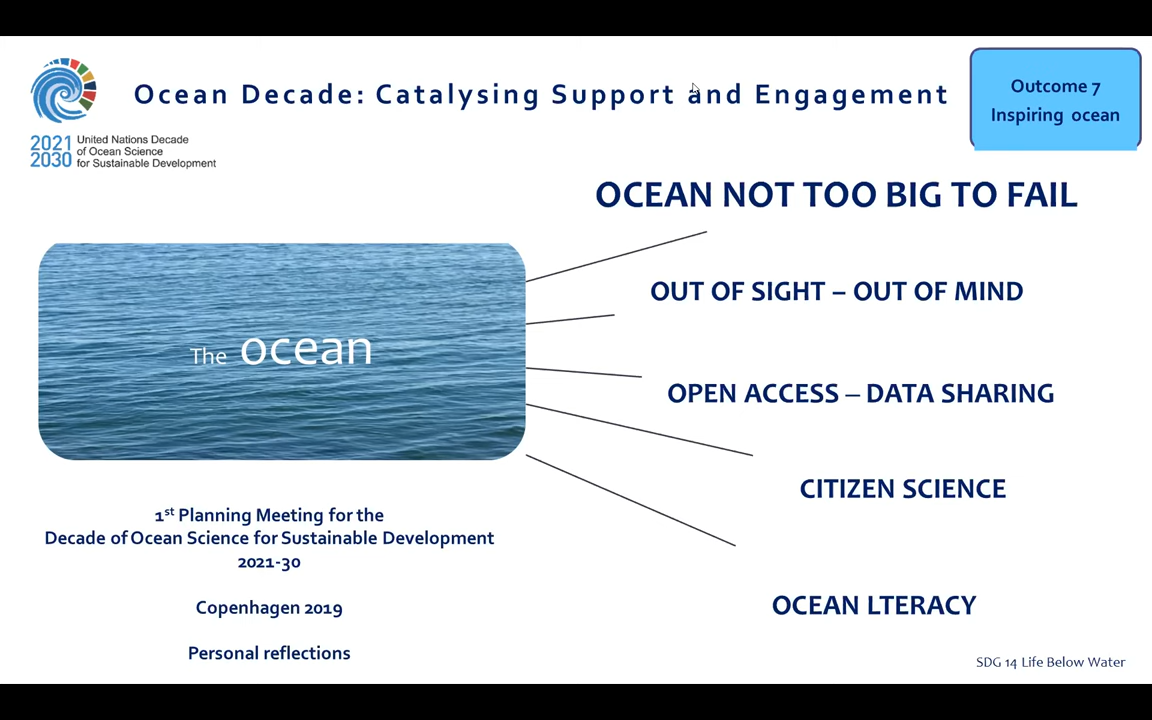 Ocean Decade: Catalysing Support and Engagement
Outcome 7
Inspiring ocean
2021
2030
United Nations Decade
of Ocean Science
for Sustainable Development
OCEAN NOT TOO BIG TO FAIL
OUT OF SIGHT – OUT OF MIND
The ocean
OPEN ACCESS – DATA SHARING
CITIZEN SCIENCE
1st Planning Meeting for the
Decade of Ocean Science for Sustainable Development
2021-30
Copenhagen 2019
OCEAN LTERACY
Personal reflections
SDG 14 Life Below Water